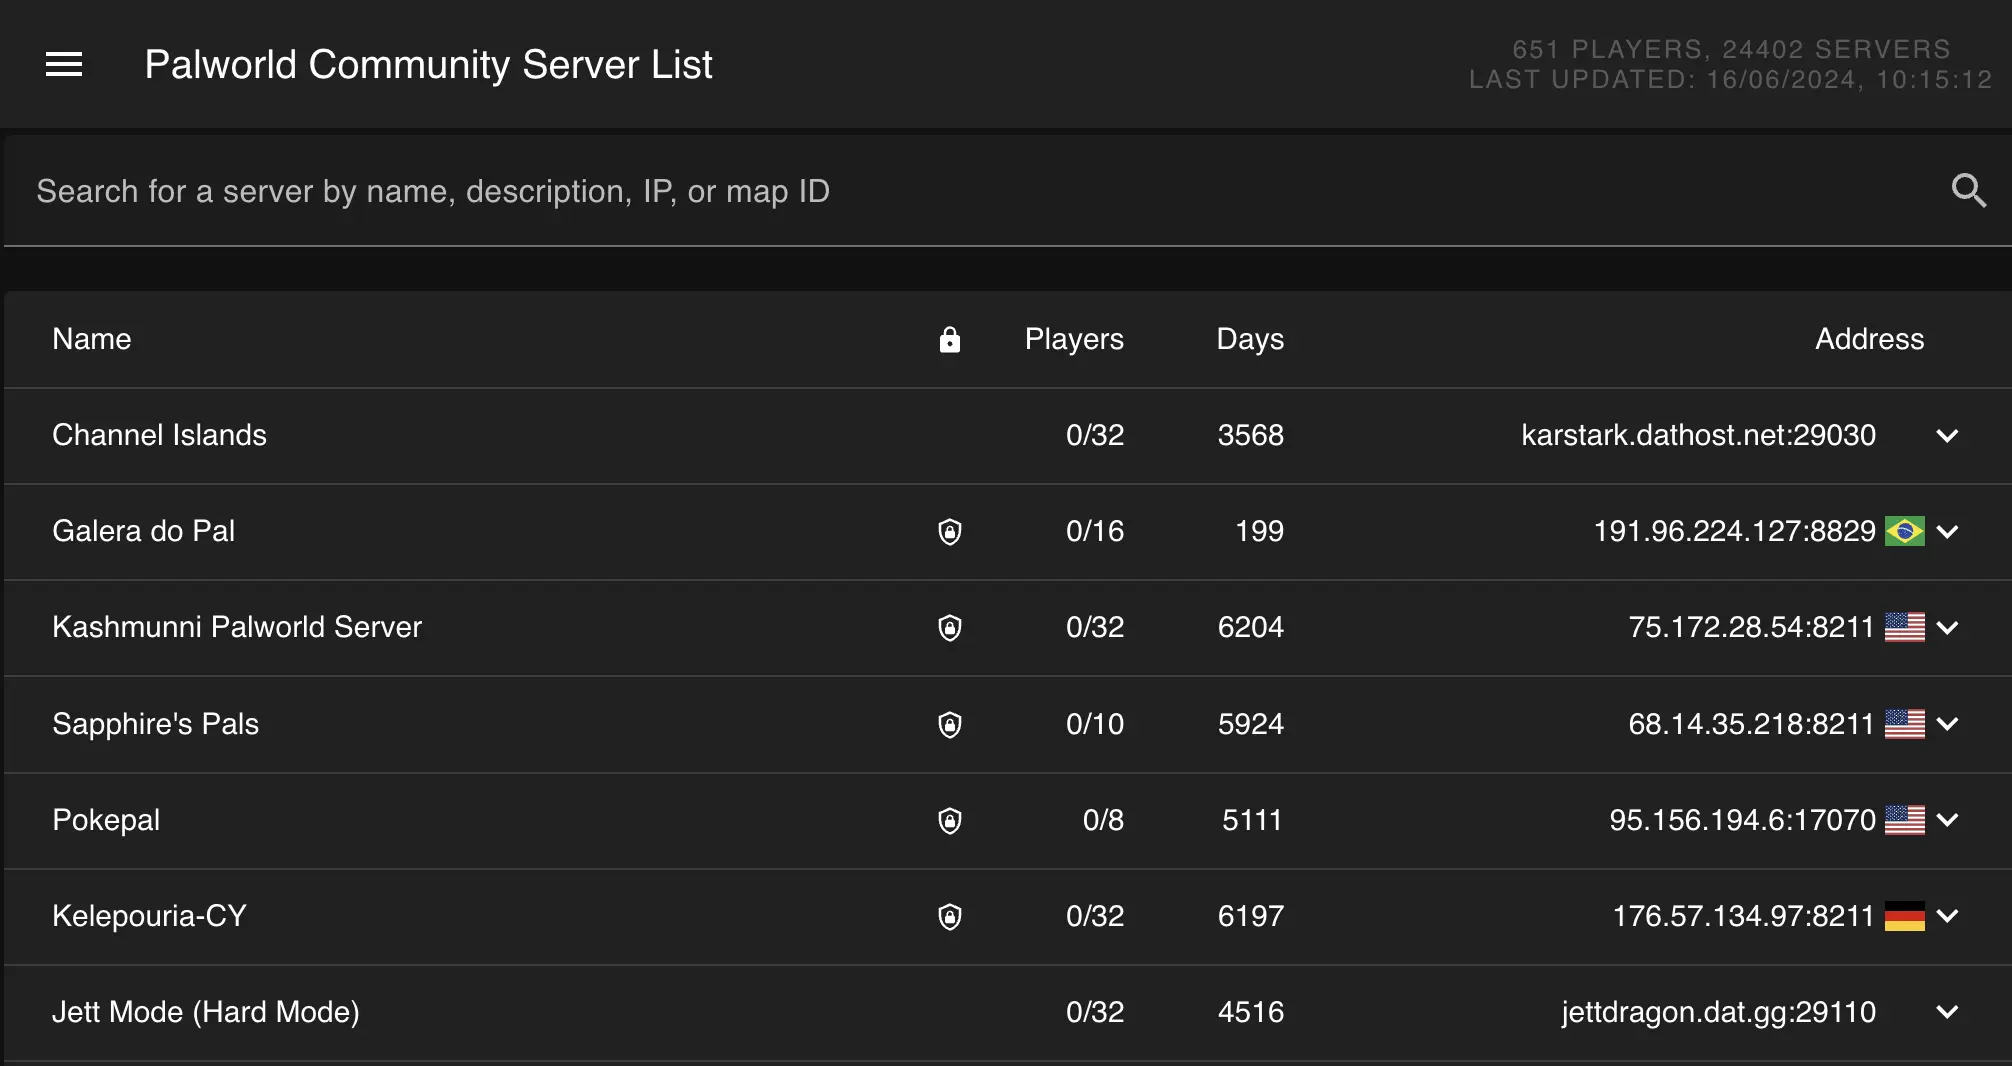 Palworld Community Server List
651 PLAYERS, 24402 SERVERS
LAST UPDATED: 16/06/2024, 10:15:12
Search for a server by name, description, IP, or map ID
Name Players Days Address
Channel Islands 0/32 3568 karstark.dathost.net:29030
Galera do Pal 0/16 199 191.96.224.127:8829
Kashmunni Palworld Server 0/32 6204 75.172.28.54:8211
Sapphire's Pals 0/10 5924 68.14.35.218:8211
Pokepal 0/8 5111 95.156.194.6:17070
Kelepouria-CY 0/32 6197 176.57.134.97:8211
Jett Mode (Hard Mode) 0/32 4516 jettdragon.dat.gg:29110